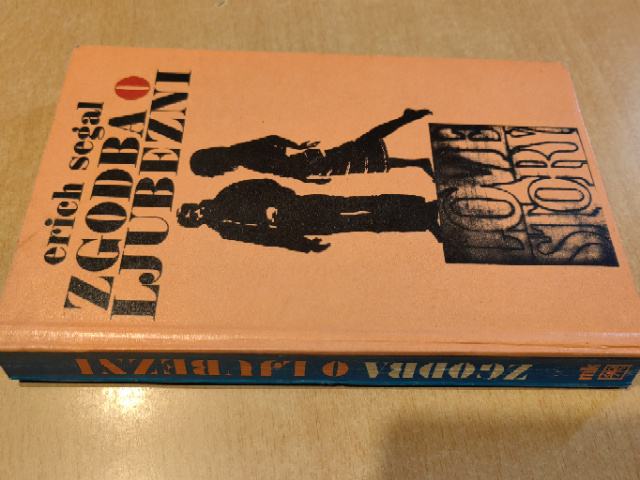 erich segal
ZGODBA O
LJUBEZNI
LOVE
STORY
ZGODBA O LJUBEZNI